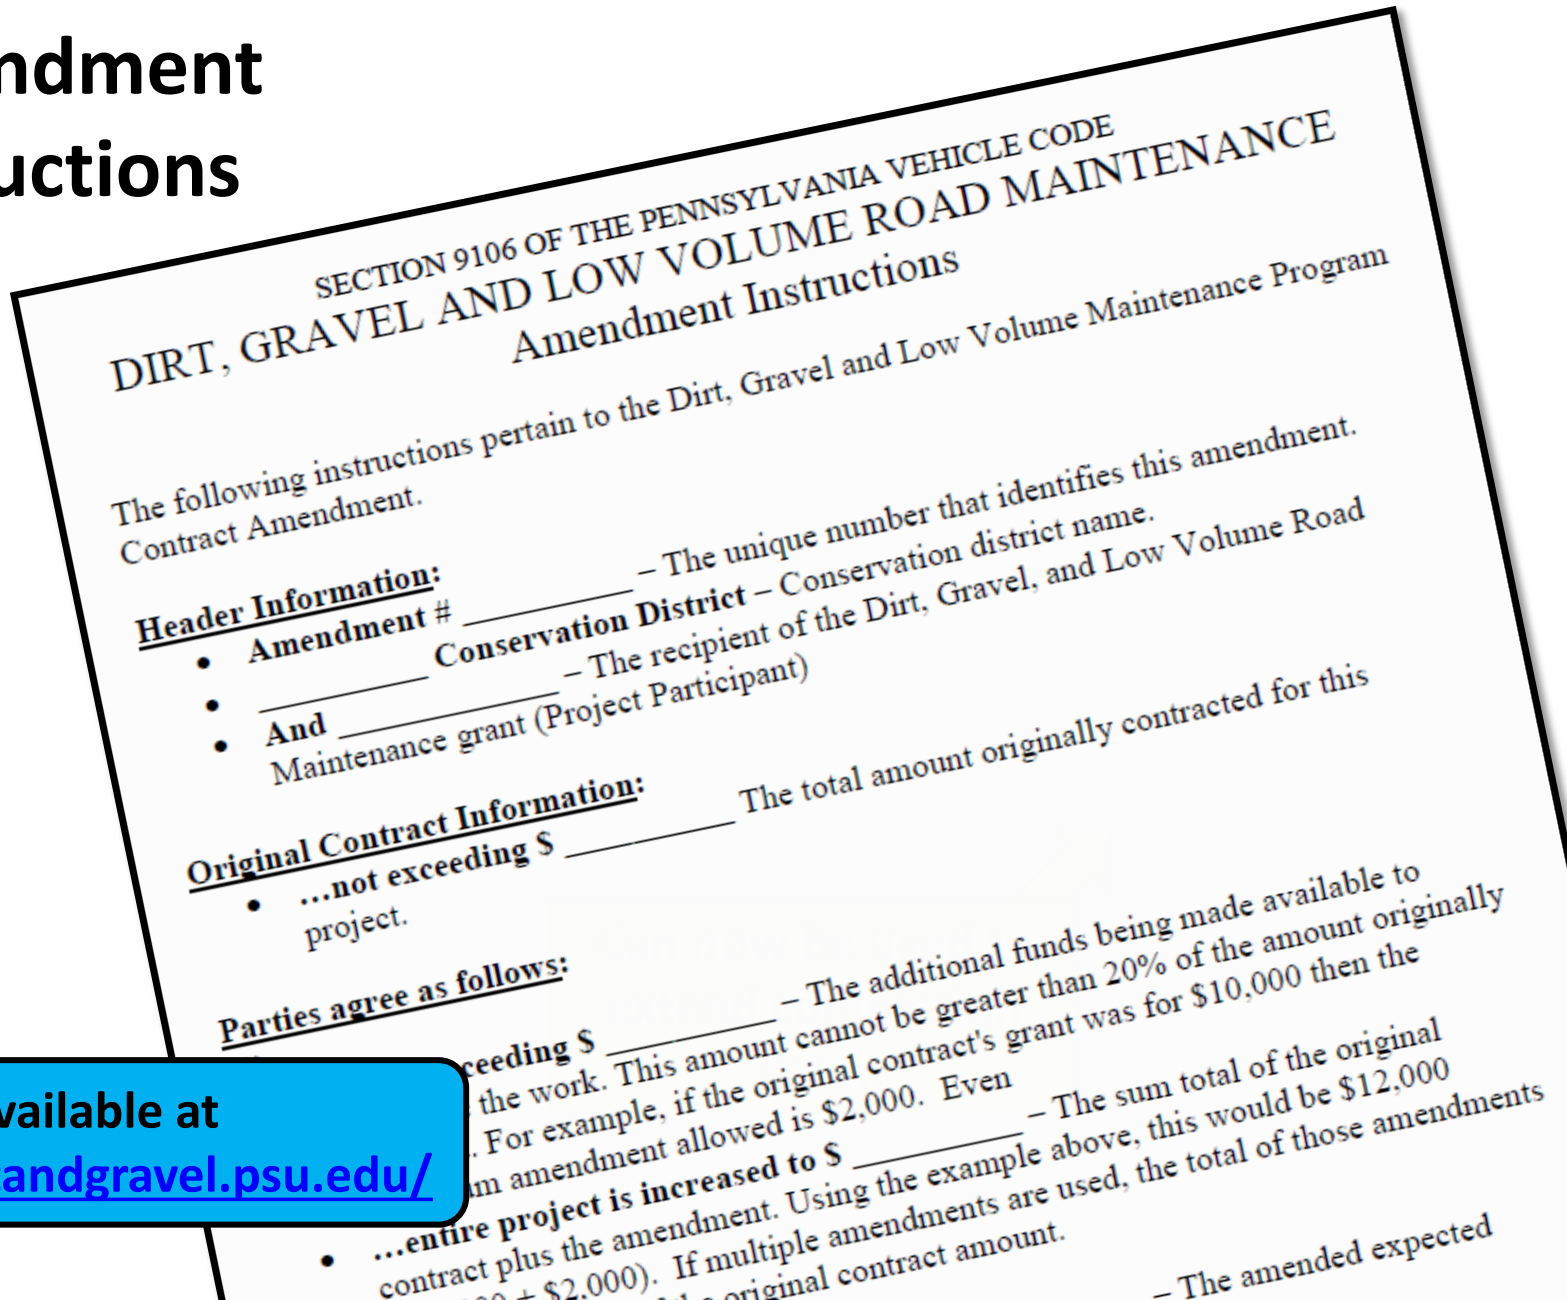 ndment
uctions
SECTION 9106 OF THE PENNSYLVANIA VEHICLE CODE
DIRT, GRAVEL AND LOW VOLUME ROAD MAINTENANCE
Amendment Instructions
The following instructions pertain to the Dirt, Gravel and Low Volume Maintenance Program
Contract Amendment.
Header Information:
• Amendment # __________ – The unique number that identifies this amendment.
• __________ Conservation District – Conservation district name.
• And _____________ – The recipient of the Dirt, Gravel, and Low Volume Road
Maintenance grant (Project Participant)
Original Contract Information:
• …not exceeding $ __________ The total amount originally contracted for this
project.
Parties agree as follows:
ceeding $ __________ – The additional funds being made available to
the work. This amount cannot be greater than 20% of the amount originally
. For example, if the original contract's grant was for $10,000 then the
m amendment allowed is $2,000. Even
• …entire project is increased to $ __________ – The sum total of the original
contract plus the amendment. Using the example above, this would be $12,000
00 + $2,000). If multiple amendments are used, the total of those amendments
original contract amount.
– The amended expected
vailable at
andgravel.psu.edu/